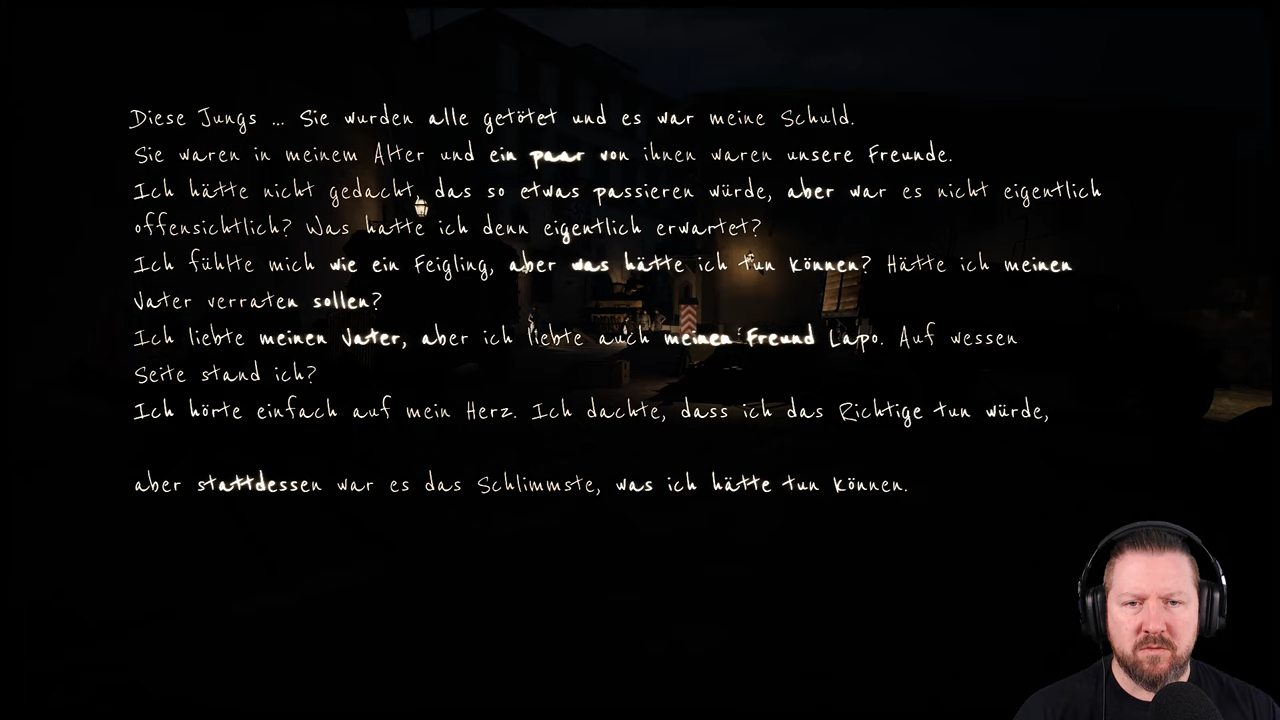 Diese Jungs ... Sie wurden alle getötet und es war meine Schuld.
Sie waren in meinem Alter und ein paar von ihnen waren unsere Freunde.
Ich hätte nicht gedacht, das so etwas passieren würde, aber war es nicht eigentlich
offensichtlich? Was hatte ich denn eigentlich erwartet?
Ich fühlte mich wie ein Feigling, aber was hätte ich tun können? Hätte ich meinen
Vater verraten sollen?
Ich liebte meinen Vater, aber ich liebte auch meinen Freund Lapo. Auf wessen
Seite stand ich?
Ich hörte einfach auf mein Herz. Ich dachte, dass ich das Richtige tun würde,
aber stattdessen war es das Schlimmste, was ich hätte tun können.